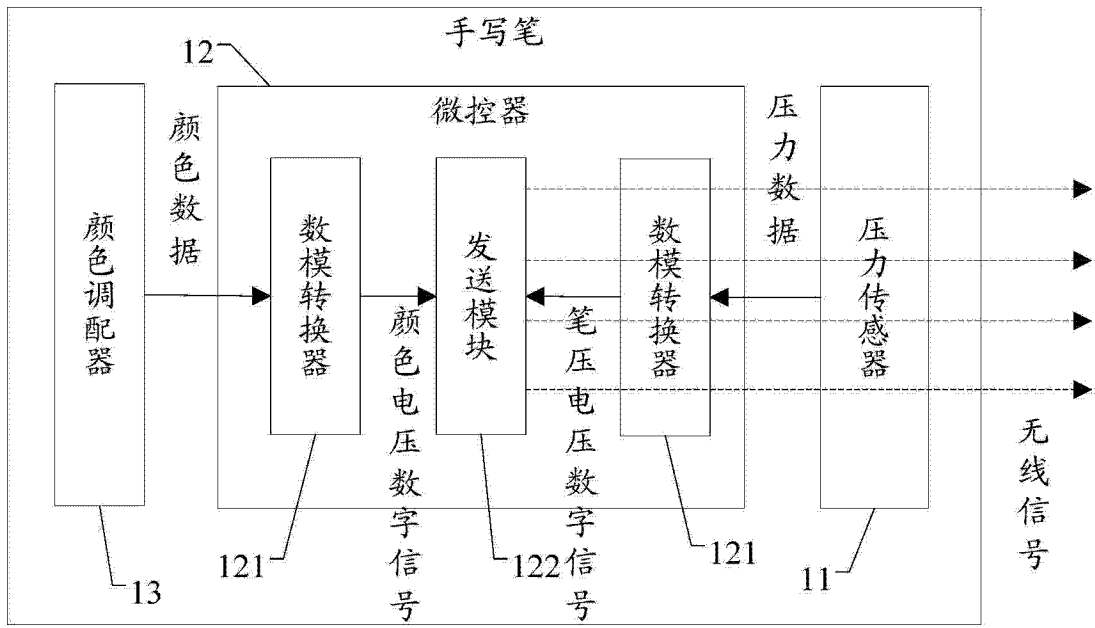 手写笔
12
微控器
颜色数据
压力数据
颜色调配器
数模转换器
发送模块
数模转换器
压力传感器
颜色电压数字信号
笔压电压数字信号
无线信号
13
121
122
121
11